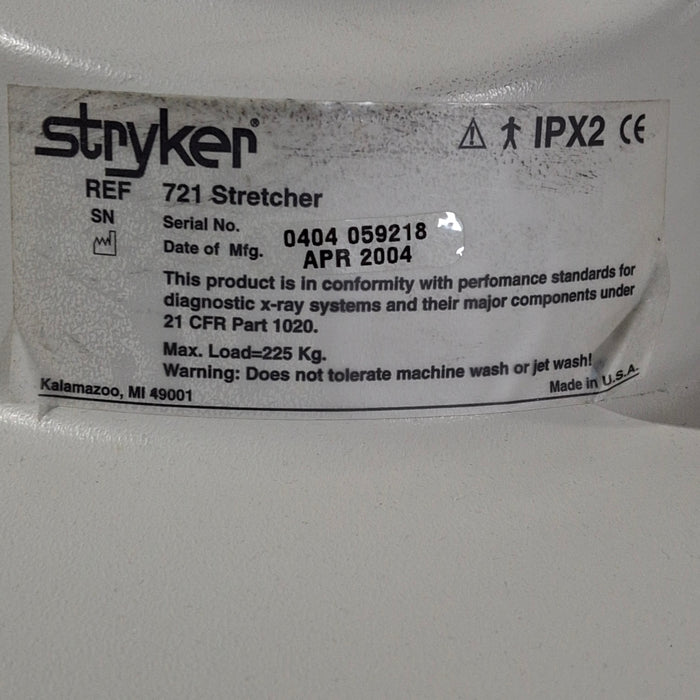 stryker®
IPX2 CE
REF 721 Stretcher
SN Serial No. 0404 059218
Date of Mfg. APR 2004
This product is in conformity with perfomance standards for
diagnostic x-ray systems and their major components under
21 CFR Part 1020.
Max. Load=225 Kg.
Warning: Does not tolerate machine wash or jet wash!
Kalamazoo, MI 49001
Made in U.S.A.